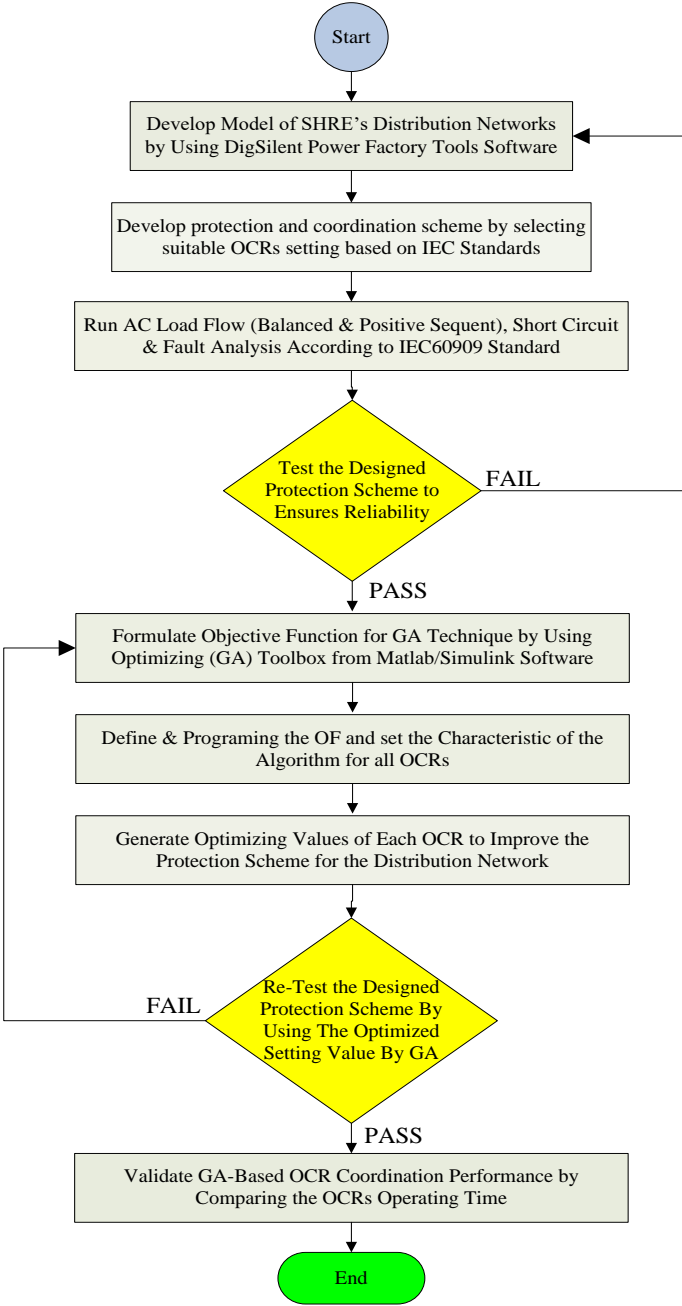 Start
Develop Model of SHRE's Distribution Networks
by Using DigSilent Power Factory Tools Software
Develop protection and coordination scheme by selecting
suitable OCRs setting based on IEC Standards
Run AC Load Flow (Balanced & Positive Sequent), Short Circuit
& Fault Analysis According to IEC60909 Standard
Test the Designed
Protection Scheme to
Ensures Reliability
FAIL
PASS
Formulate Objective Function for GA Technique by Using
Optimizing (GA) Toolbox from Matlab/Simulink Software
Define & Programing the OF and set the Characteristic of the
Algorithm for all OCRs
Generate Optimizing Values of Each OCR to Improve the
Protection Scheme for the Distribution Network
Re-Test the Designed
Protection Scheme By
Using The Optimized
Setting Value By GA
FAIL
PASS
Validate GA-Based OCR Coordination Performance by
Comparing the OCRs Operating Time
End